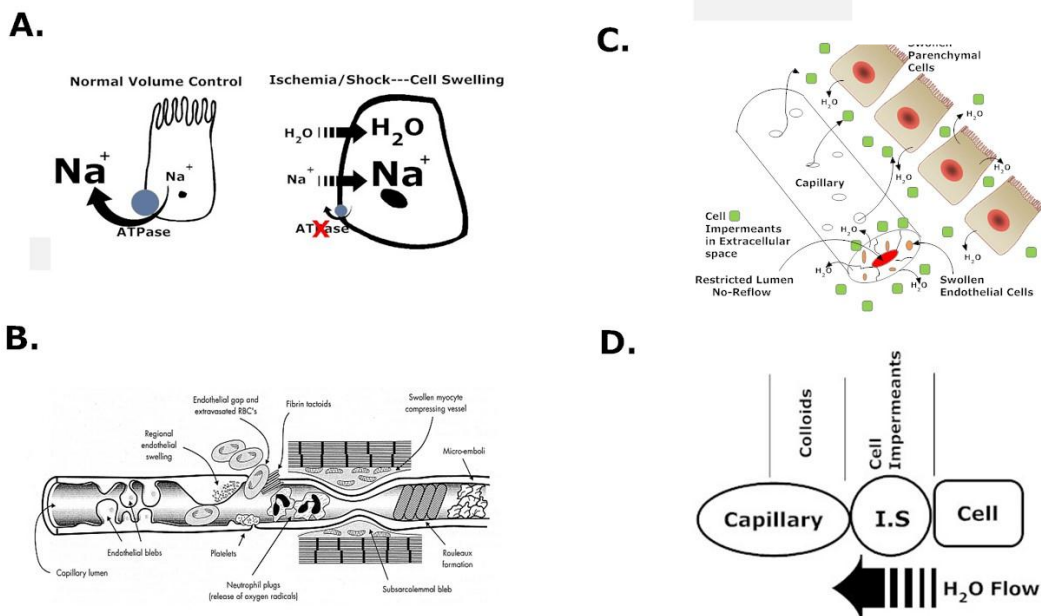 A.
Normal Volume Control
Na+
Na+
ATPase
Ischemia/Shock---Cell Swelling
H2O
H2O
Na+
Na+
ATPase
B.
Endothelial gap and
extravasated RBC's
Fibrin tactoids
Swollen myocyte
compressing vessel
Regional
endothelial
swelling
Micro-emboli
Endothelial blebs
Capillary lumen
Platelets
Neutrophil plugs
(release of oxygen radicals)
Subsarcolemmal bleb
Rouleaux
formation
C.
Swollen
Parenchymal
Cells
H2O
H2O
H2O
H2O
H2O
Capillary
Cell
Impermeants
in Extracellular
space
H2O
H2O
H2O
Restricted Lumen
No-Reflow
Swollen
Endothelial Cells
D.
Colloids
Cell
Impermeants
Capillary
I.S
Cell
H2O Flow